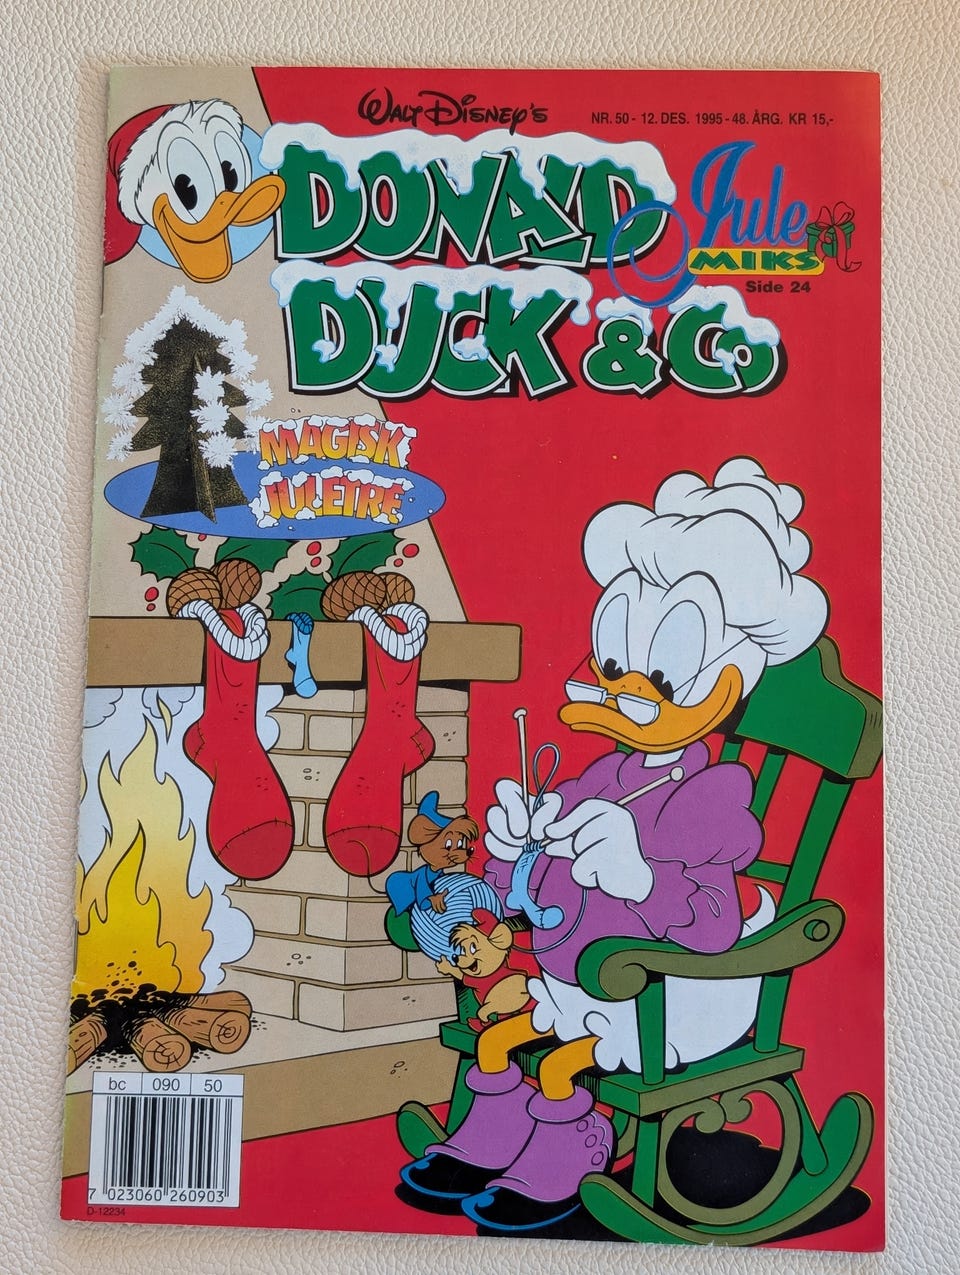 WALT DISNEY'S
NR. 50 - 12. DES. 1995 - 48. ÅRG. KR 15,-
DONALD
DUCK & Co
Jule
MIKS
Side 24
MAGISK
JULETRE
bc 090 50
7 023060 260903
D-12234